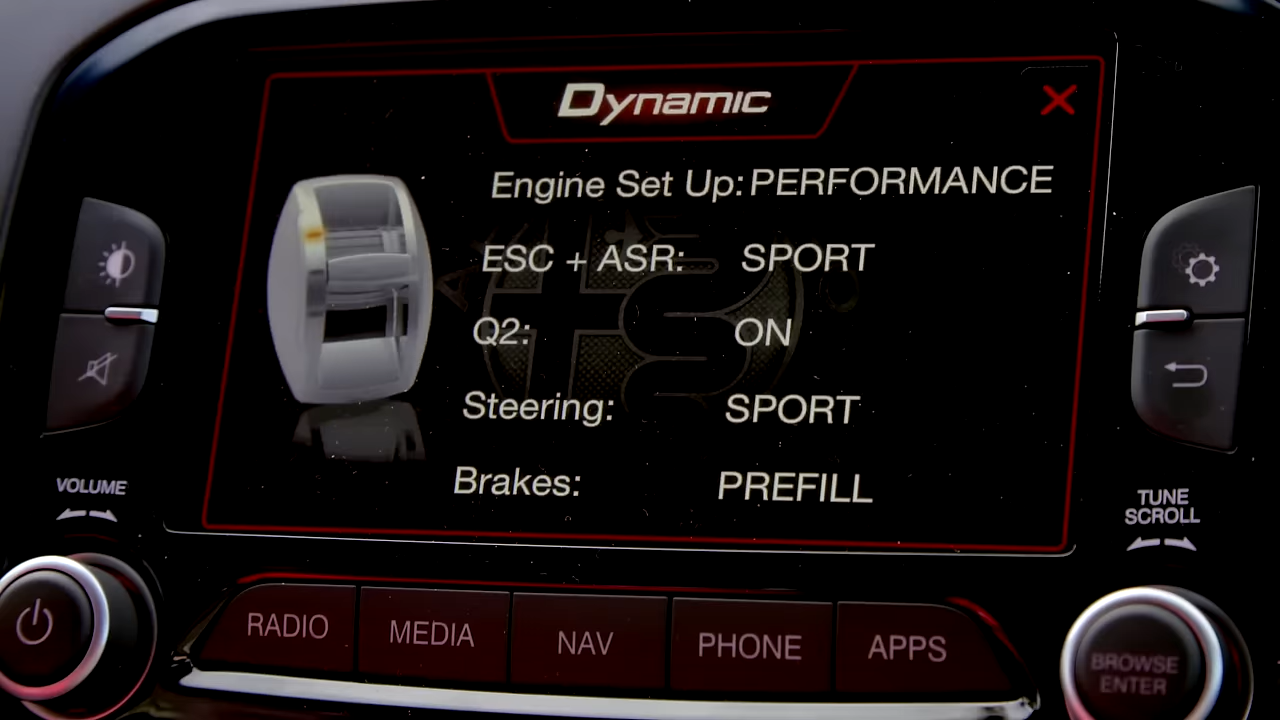 Dynamic
Engine Set Up: PERFORMANCE
ESC + ASR: SPORT
Q2: ON
Steering: SPORT
Brakes: PREFILL
VOLUME
TUNE
SCROLL
RADIO
MEDIA
NAV
PHONE
APPS
BROWSE
ENTER